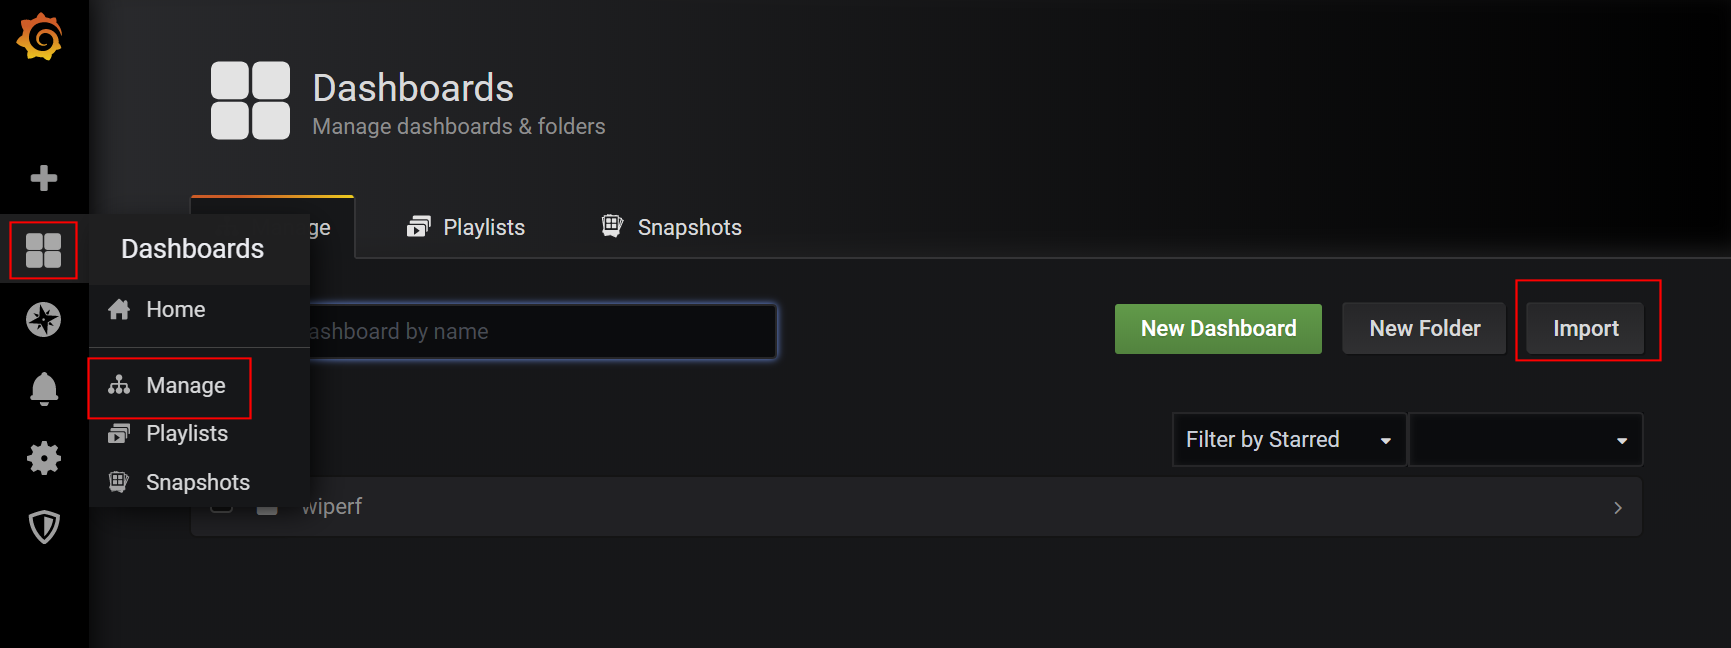 Dashboards
Manage dashboards & folders
ge
Playlists
Snapshots
Dashboards
Home
ashboard by name
New Dashboard
New Folder
Import
Manage
Playlists
Filter by Starred
Snapshots
wiperf